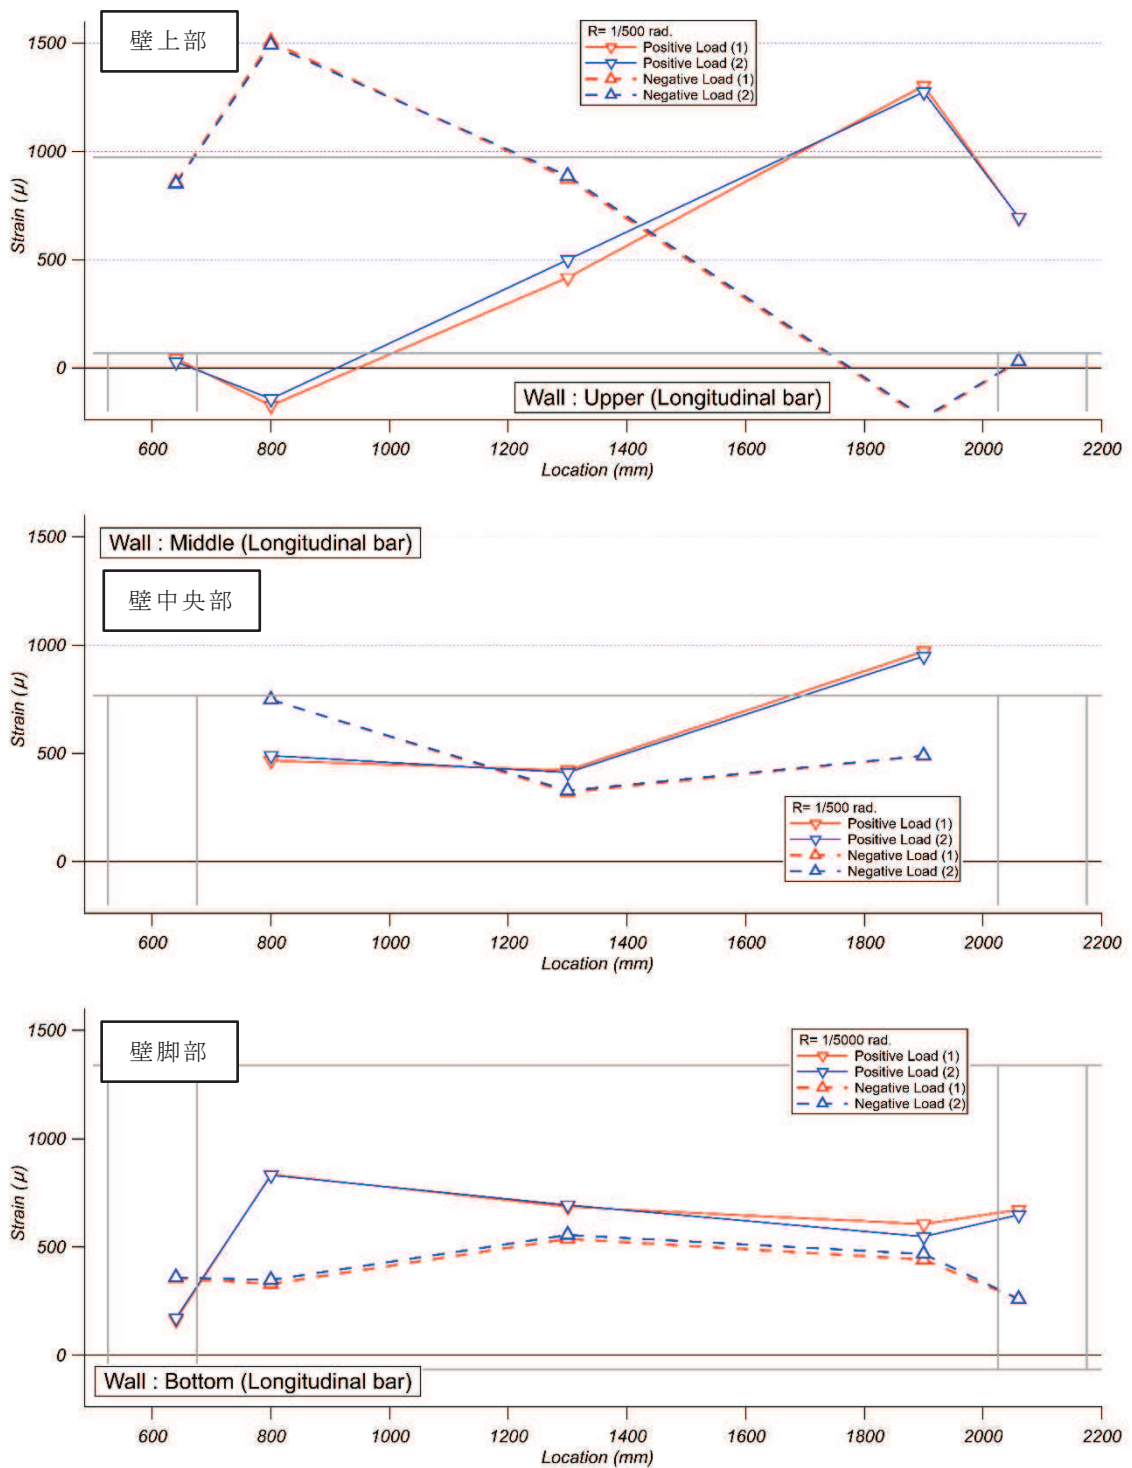 壁上部
R= 1/500 rad.
Positive Load (1)
Positive Load (2)
Negative Load (1)
Negative Load (2)
1500
1000
500
0
Strain (μ)
Wall : Upper (Longitudinal bar)
600 800 1000 1200 1400 1600 1800 2000 2200
Location (mm)
Wall : Middle (Longitudinal bar)
壁中央部
1500
1000
500
0
Strain (μ)
R= 1/500 rad.
Positive Load (1)
Positive Load (2)
Negative Load (1)
Negative Load (2)
600 800 1000 1200 1400 1600 1800 2000 2200
Location (mm)
壁脚部
R= 1/5000 rad.
Positive Load (1)
Positive Load (2)
Negative Load (1)
Negative Load (2)
1500
1000
500
0
Strain (μ)
Wall : Bottom (Longitudinal bar)
600 800 1000 1200 1400 1600 1800 2000 2200
Location (mm)